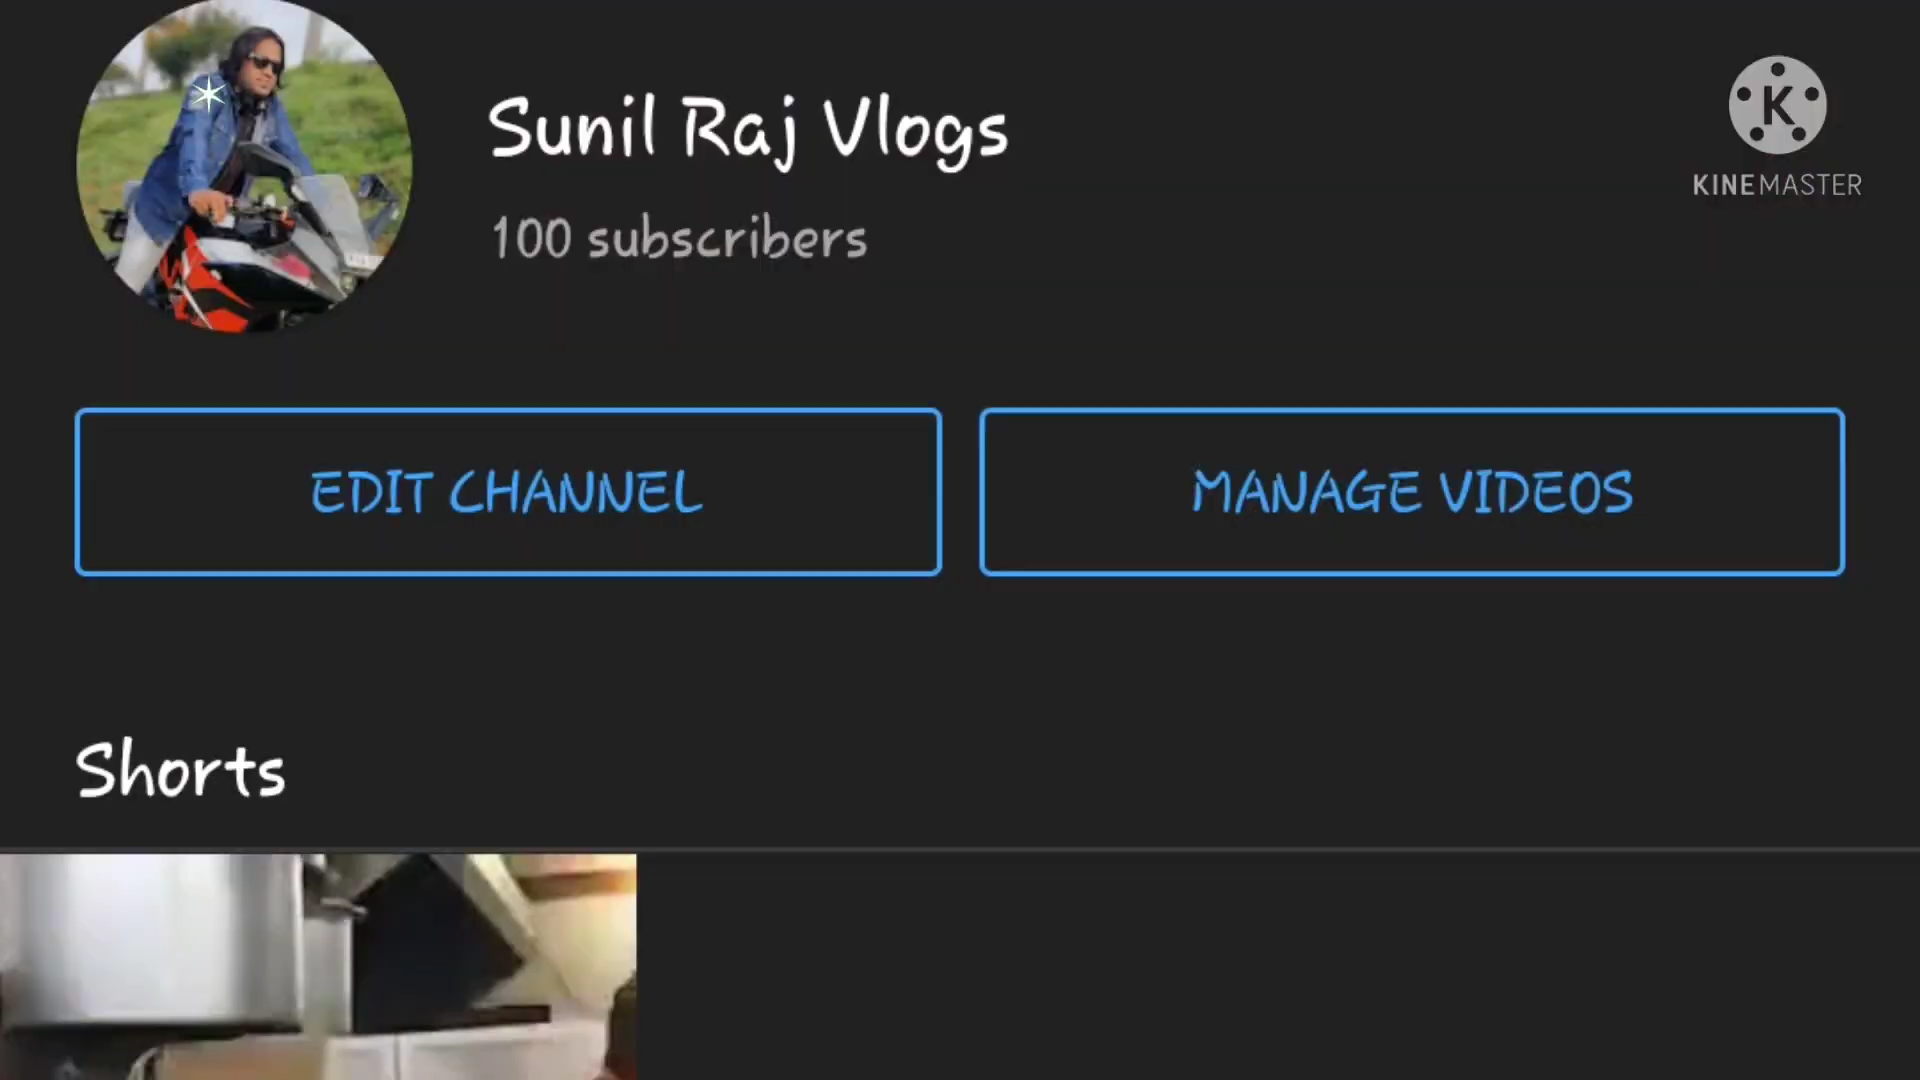 Sunil Raj Vlogs
100 subscribers
K
KINEMASTER
EDIT CHANNEL
MANAGE VIDEOS
Shorts